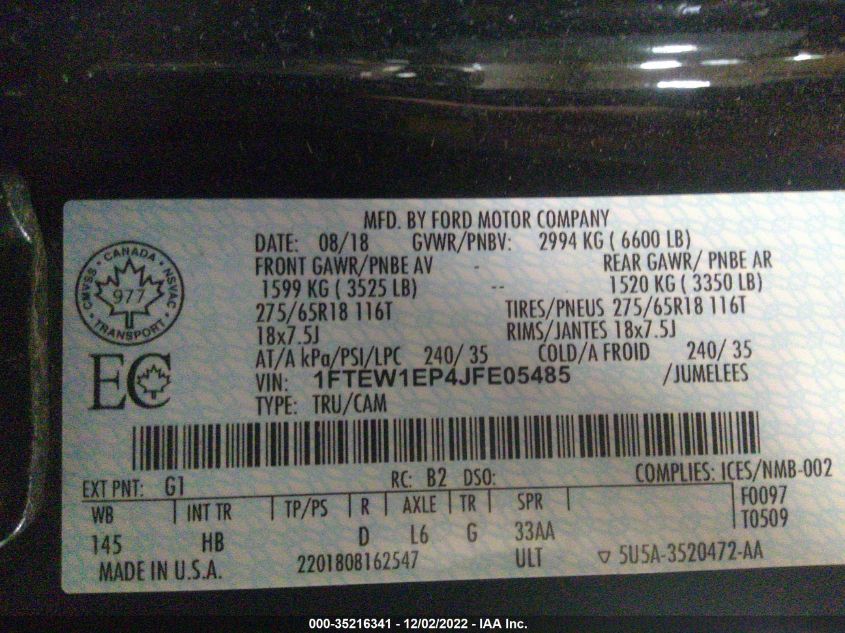 MFD. BY FORD MOTOR COMPANY
DATE: 08/18 GVWR/PNBV: 2994 KG ( 6600 LB)
FRONT GAWR/PNBE AV - REAR GAWR/ PNBE AR
1599 KG ( 3525 LB) -- 1520 KG ( 3350 LB)
275/65R18 116T TIRES/PNEUS 275/65R18 116T
18x7.5J RIMS/JANTES 18x7.5J
AT/A kPa/PSI/LPC 240/ 35 COLD/A FROID 240/ 35
VIN: 1FTEW1EP4JFE05485 /JUMELEES
TYPE: TRU/CAM
CANADA
CMVSS 977 NSVAC
TRANSPORT
EC
EXT PNT: G1 RC: B2 DSO: COMPLIES: ICES/NMB-002
WB INT TR TP/PS R AXLE TR SPR F0097
145 HB D L6 G 33AA T0509
MADE IN U.S.A. 2201808162547 ULT ▽ 5U5A-3520472-AA
000-35216341 - 12/02/2022 - IAA Inc.